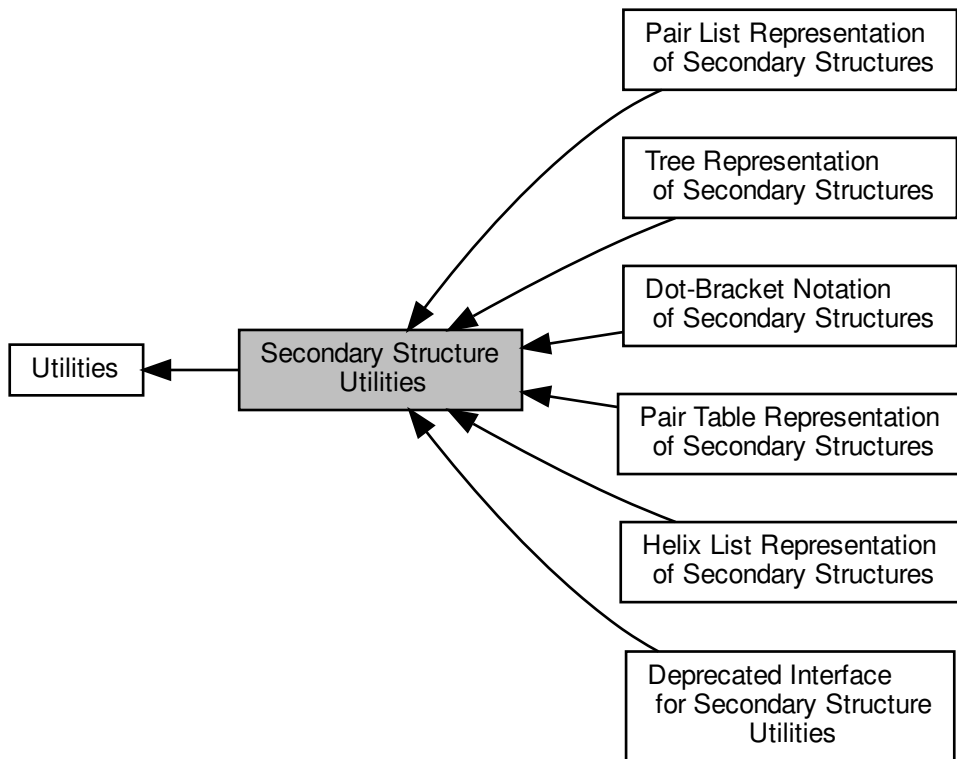 Pair List Representation
of Secondary Structures
Tree Representation
of Secondary Structures
Dot-Bracket Notation
of Secondary Structures
Utilities
Secondary Structure
Utilities
Pair Table Representation
of Secondary Structures
Helix List Representation
of Secondary Structures
Deprecated Interface
for Secondary Structure
Utilities